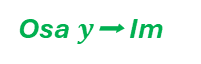 Osa y → Im